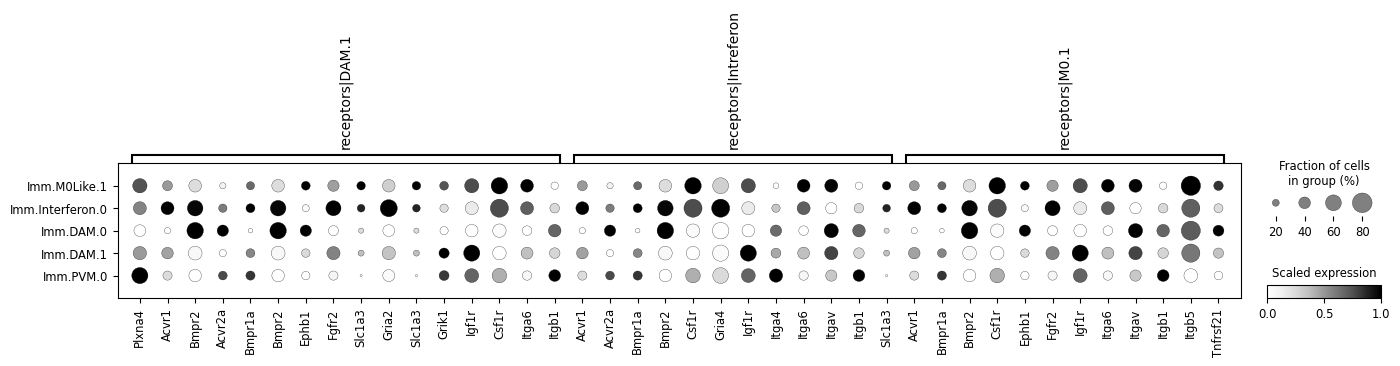 receptors|DAM.1
receptors|Intreferon
receptors|M0.1
Imm.M0Like.1
Imm.Interferon.0
Imm.DAM.0
Imm.DAM.1
Imm.PVM.0
Plxna4
Acvr1
Bmpr2
Acvr2a
Bmpr1a
Bmpr2
Ephb1
Fgfr2
Slc1a3
Gria2
Slc1a3
Grik1
Igf1r
Csf1r
Itga6
Itgb1
Acvr1
Acvr2a
Bmpr1a
Bmpr2
Csf1r
Gria4
Igf1r
Itga4
Itga6
Itgav
Itgb1
Slc1a3
Acvr1
Bmpr1a
Bmpr2
Csf1r
Ephb1
Fgfr2
Igf1r
Itga6
Itgav
Itgb1
Itgb5
Tnfrsf21
Fraction of cells
in group (%)
20 40 60 80
Scaled expression
0.0 0.5 1.0